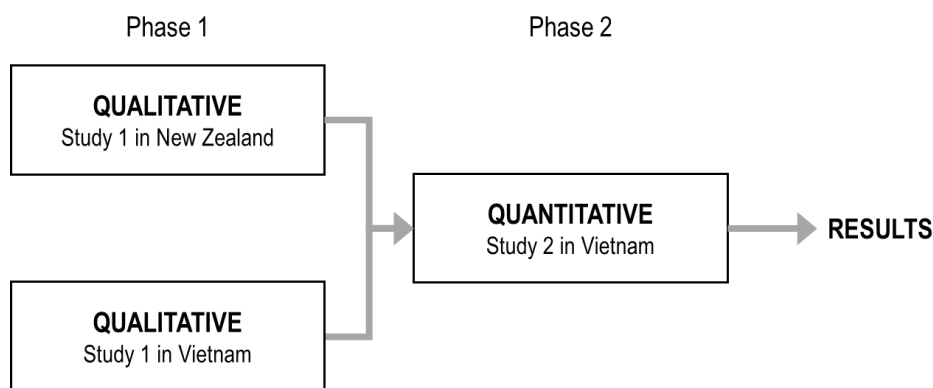 Phase 1
Phase 2
QUALITATIVE
Study 1 in New Zealand
QUANTITATIVE
Study 2 in Vietnam
RESULTS
QUALITATIVE
Study 1 in Vietnam